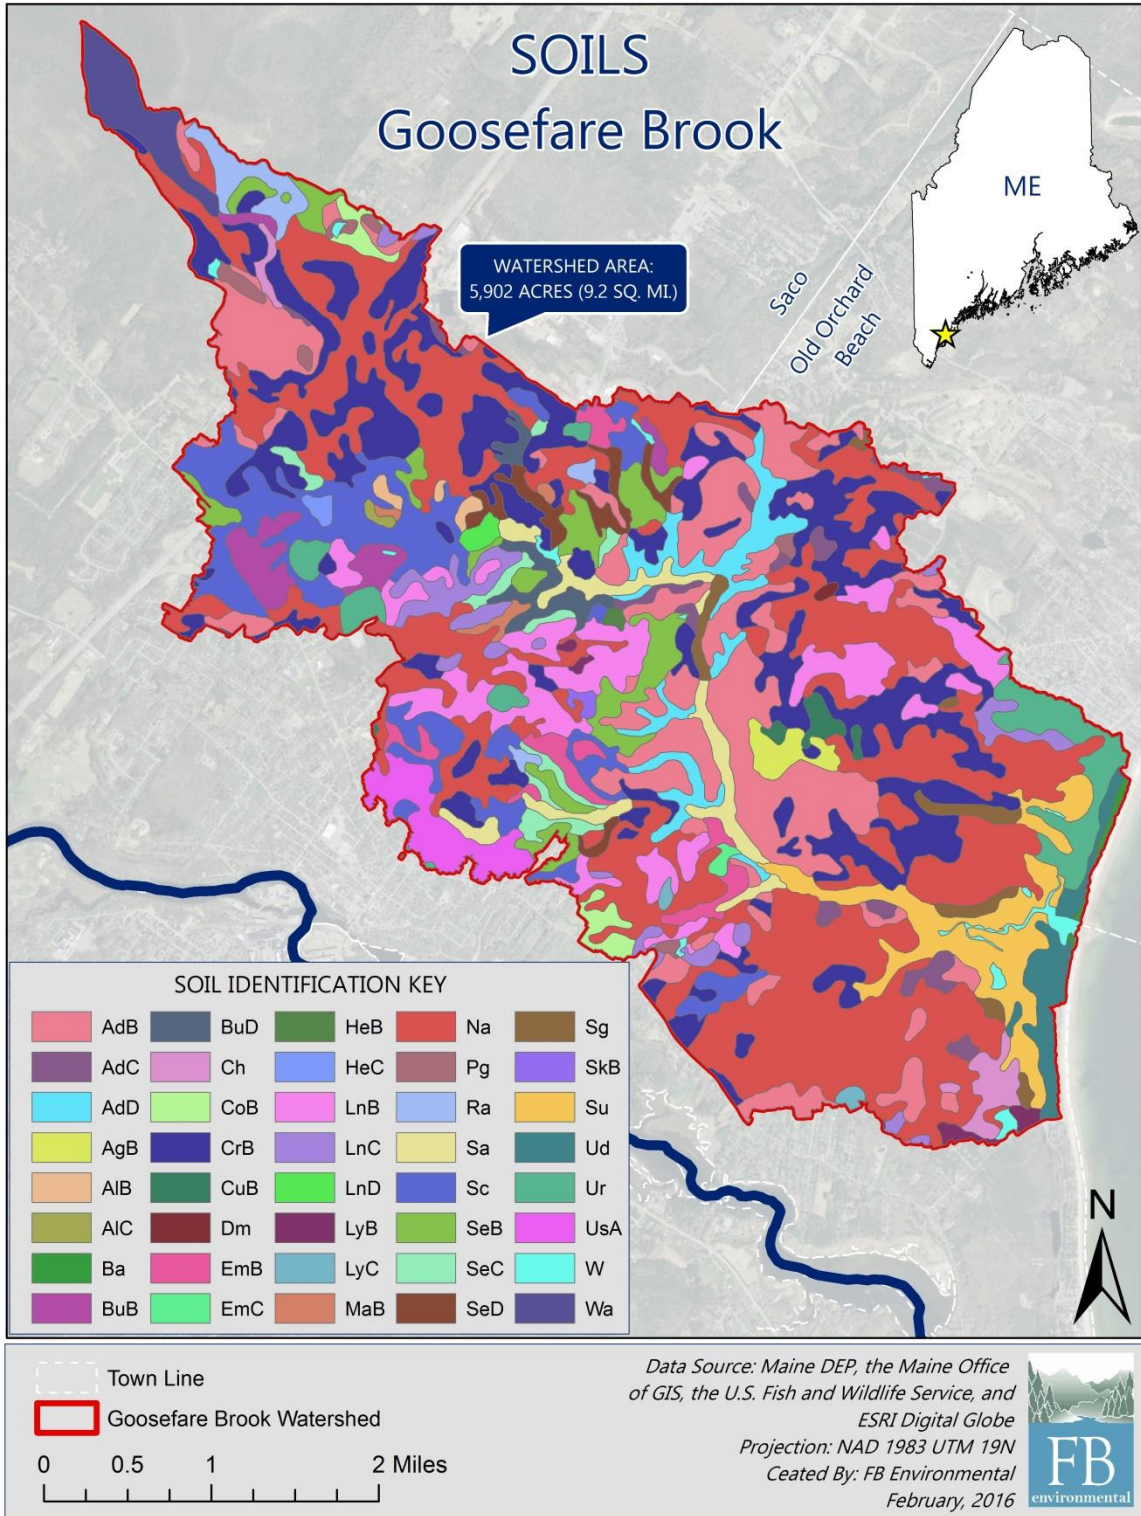 SOILS
Goosefare Brook
ME
WATERSHED AREA:
5,902 ACRES (9.2 SQ. MI.)
Saco
Old Orchard
Beach
SOIL IDENTIFICATION KEY
AdB
AdC
AdD
AgB
AlB
AlC
Ba
BuB
BuD
Ch
CoB
CrB
CuB
Dm
EmB
EmC
HeB
HeC
LnB
LnC
LnD
LyB
LyC
MaB
Na
Pg
Ra
Sa
Sc
SeB
SeC
SeD
Sg
SkB
Su
Ud
Ur
UsA
W
Wa
N
Town Line
Goosefare Brook Watershed
0 0.5 1 2 Miles
Data Source: Maine DEP, the Maine Office
of GIS, the U.S. Fish and Wildlife Service, and
ESRI Digital Globe
Projection: NAD 1983 UTM 19N
Ceated By: FB Environmental
February, 2016
FB
environmental